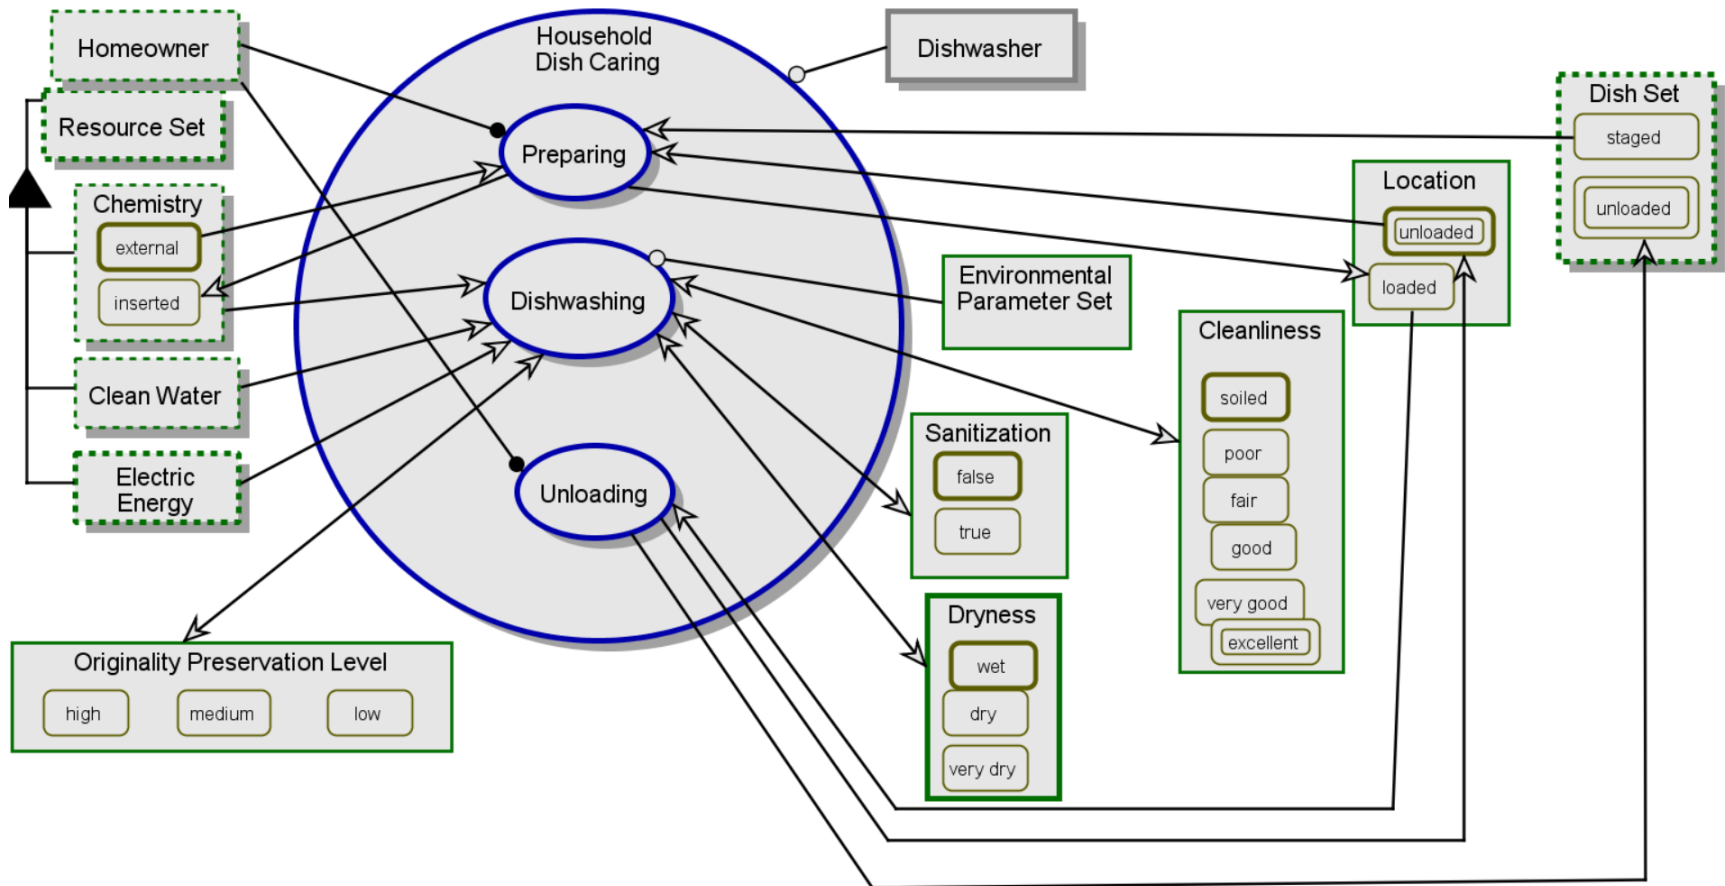 Homeowner
Household
Dish Caring
Dishwasher
Resource Set
Dish Set
staged
unloaded
Preparing
Location
unloaded
loaded
Chemistry
external
inserted
Environmental
Parameter Set
Dishwashing
Cleanliness
soiled
poor
fair
good
very good
excellent
Clean Water
Sanitization
false
true
Electric
Energy
Unloading
Dryness
wet
dry
very dry
Originality Preservation Level
high
medium
low